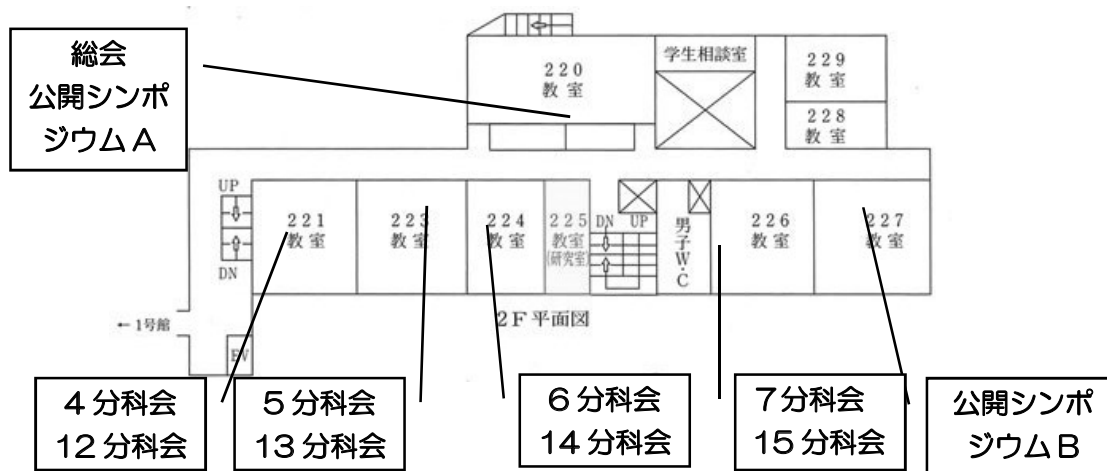 総会
公開シンポ
ジウムA
220
教室
学生相談室
229
教室
228
教室
UP
DN
221
教室
223
教室
224
教室
225
教室
(研究室)
DN UP
男子W・C
226
教室
227
教室
← 1号館
EV
2F平面図
4分科会
12分科会
5分科会
13分科会
6分科会
14分科会
7分科会
15分科会
公開シンポ
ジウムB